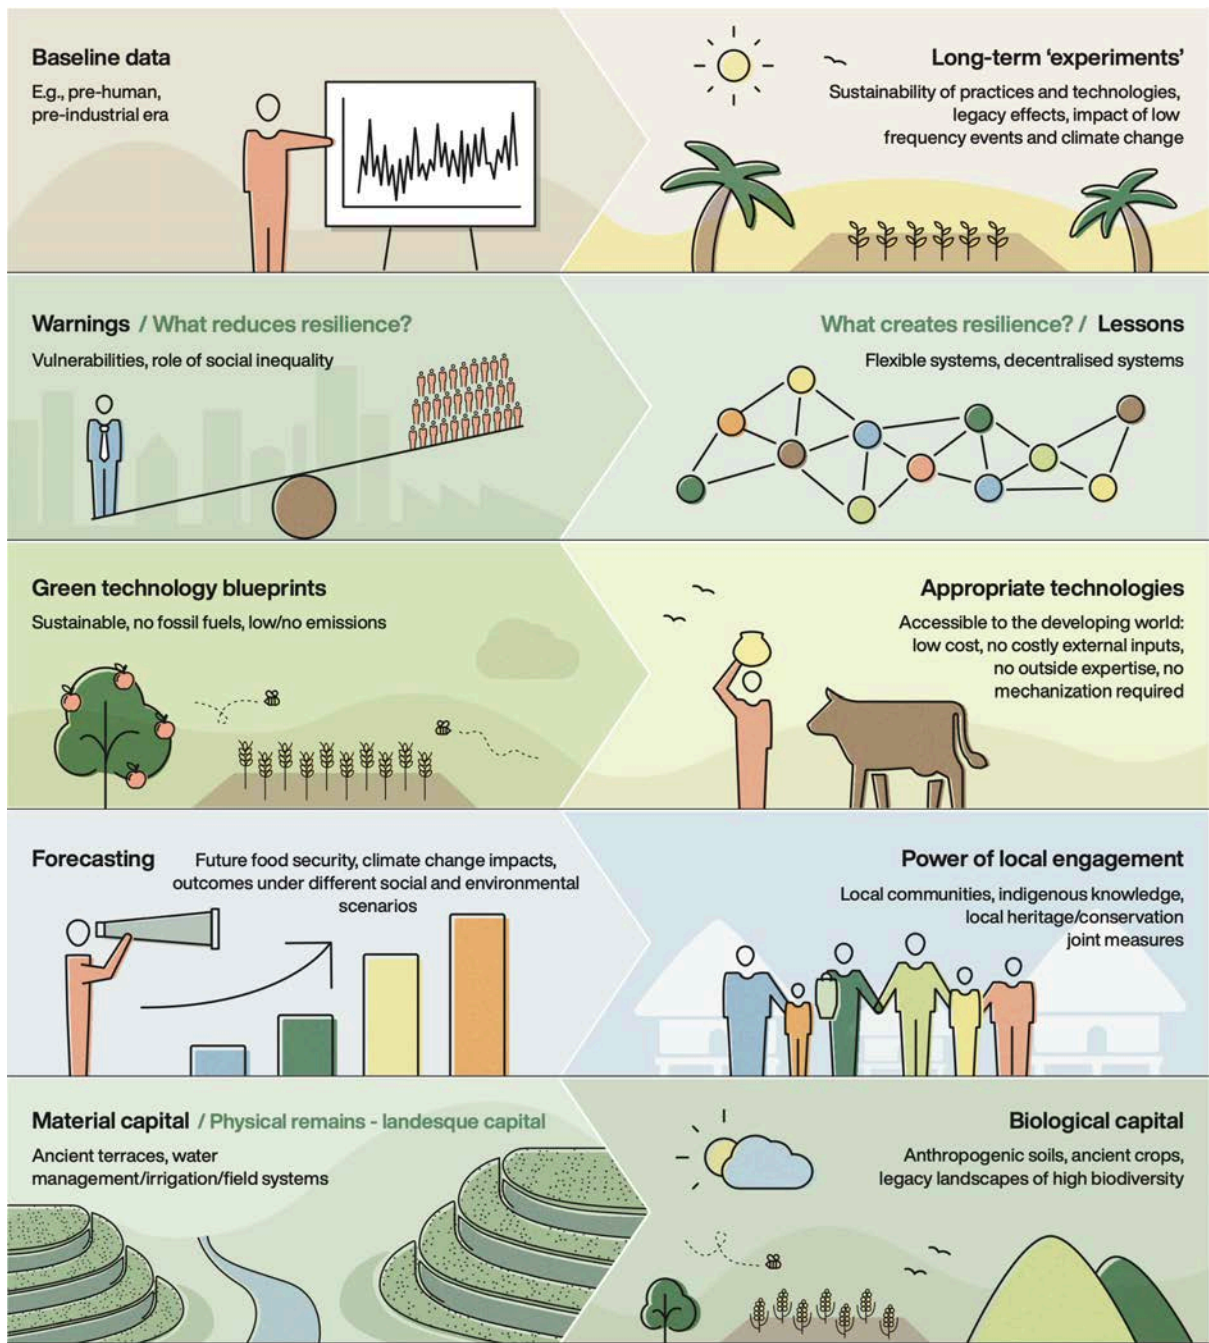 Baseline data
E.g., pre-human,
pre-industrial era
Long-term ‘experiments’
Sustainability of practices and technologies,
legacy effects, impact of low
frequency events and climate change
Warnings / What reduces resilience?
Vulnerabilities, role of social inequality
What creates resilience? / Lessons
Flexible systems, decentralised systems
Green technology blueprints
Sustainable, no fossil fuels, low/no emissions
Appropriate technologies
Accessible to the developing world:
low cost, no costly external inputs,
no outside expertise, no
mechanization required
Forecasting
Future food security, climate change impacts,
outcomes under different social and environmental
scenarios
Power of local engagement
Local communities, indigenous knowledge,
local heritage/conservation
joint measures
Material capital / Physical remains - landesque capital
Ancient terraces, water
management/irrigation/field systems
Biological capital
Anthropogenic soils, ancient crops,
legacy landscapes of high biodiversity